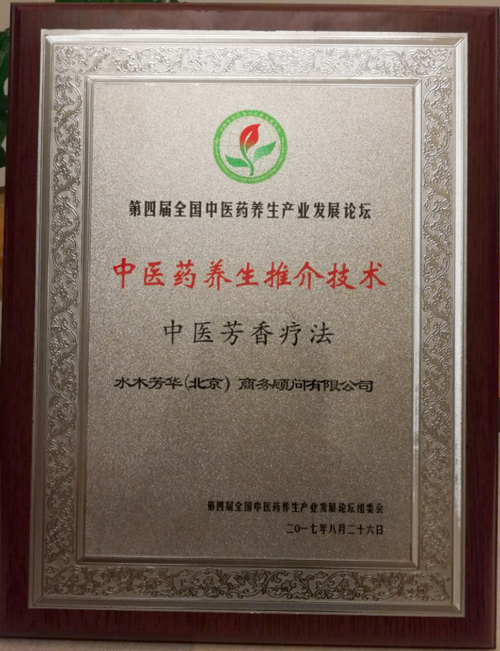 第四届全国中医药养生产业发展论坛
中医药养生推介技术
中医芳香疗法
水木芳华(北京) 商务顾问有限公司
第四届全国中医药养生产业发展论坛组委会
二〇一七年八月二十六日